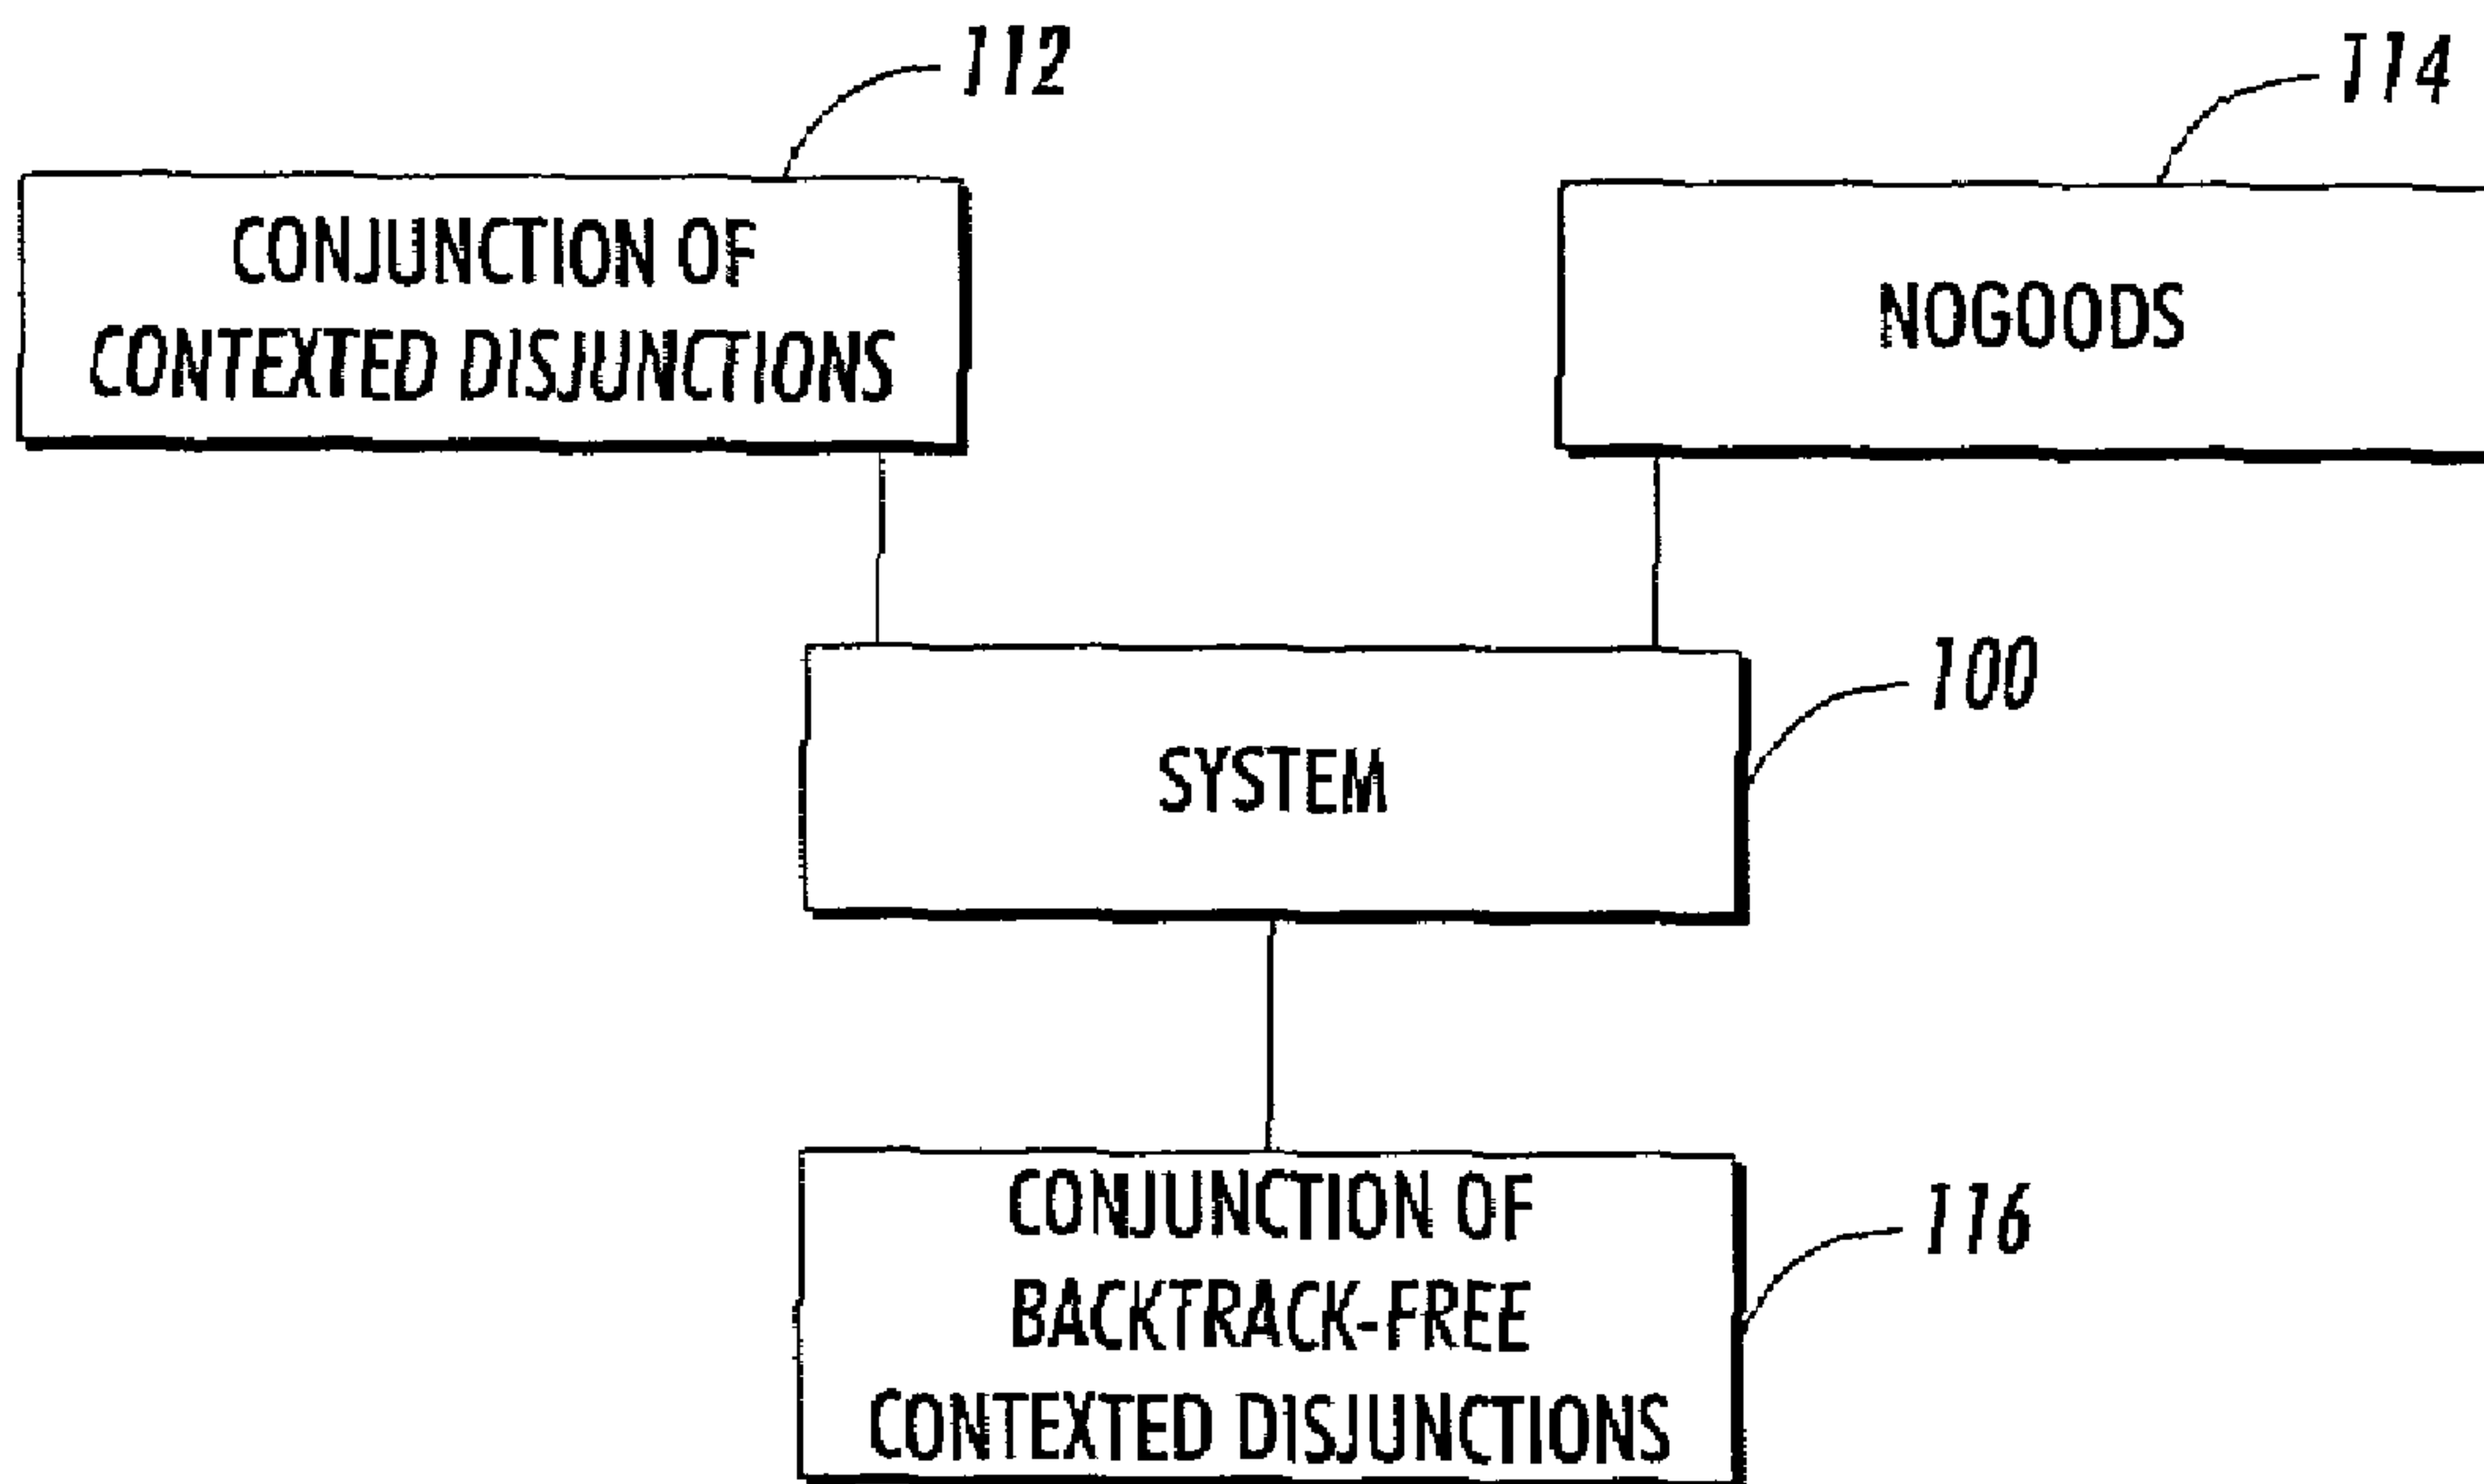 112
114
CONJUNCTION OF
CONTEXTED DISJUNCTIONS
NOGOODS
100
SYSTEM
CONJUNCTION OF
BACKTRACK-FREE
CONTEXTED DISJUNCTIONS
116